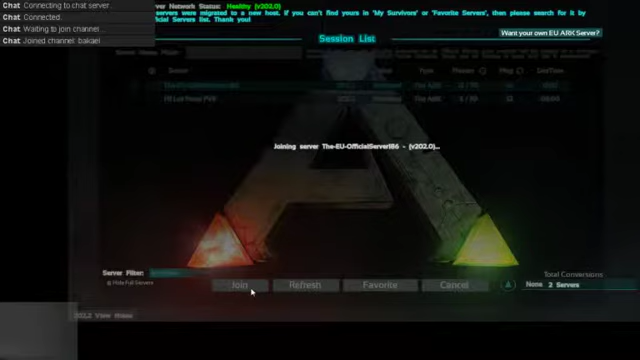 Chat Connecting to chat server
Chat Connected.
Chat Waiting to join channel...
Chat Joined channel: bakael
Server Network Status: Healthy (v202.0)
servers were migrated to a new host. If you can't find yours in 'My Survivors' or 'Favorite Servers', then please search for it by
cial Servers list. Thank you!
Session List
Want your own EU ARK Server?
Server
Joining server The-EU-OfficialServer186 - (v202.0)...
Server Filter:
Hide Full Servers
Join
Refresh
Favorite
Cancel
Total Conversions
None 2 Servers